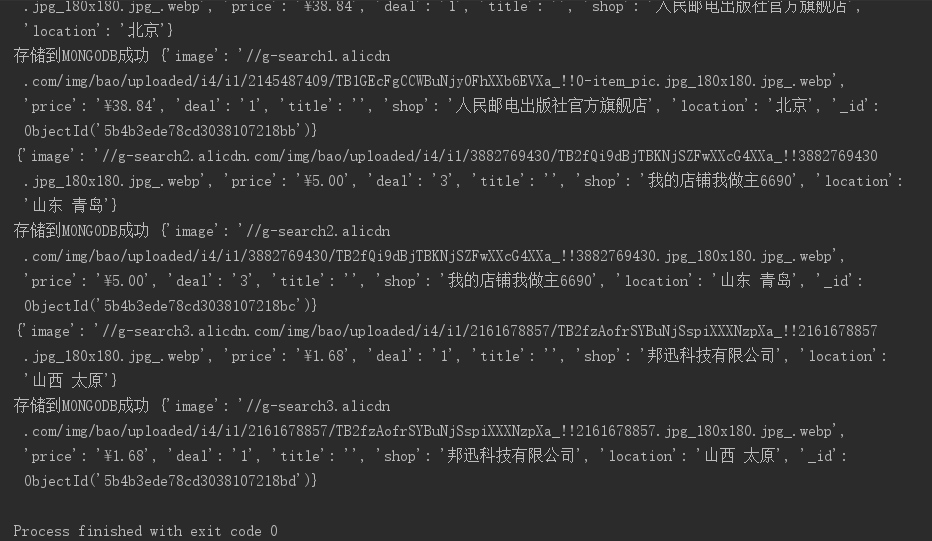 .jpg_180x180.jpg_.webp', 'price': '¥38.84', 'deal': '1', 'title': '', 'shop': '人民邮电出版社官方旗舰店',
'location': '北京'}
存储到MONGODB成功 {'image': '//g-search1.alicdn
.com/img/bao/uploaded/i4/i1/2145487409/TB1GEcFgCCWBuNjy0FhXXb6EVXa_!!0-item_pic.jpg_180x180.jpg_.webp',
'price': '¥38.84', 'deal': '1', 'title': '', 'shop': '人民邮电出版社官方旗舰店', 'location': '北京', '_id':
ObjectId('5b4b3ede78cd3038107218bb')}
{'image': '//g-search2.alicdn.com/img/bao/uploaded/i4/i1/3882769430/TB2fQi9dBjTBKNjSZFwXXcG4XXa_!!3882769430
.jpg_180x180.jpg_.webp', 'price': '¥5.00', 'deal': '3', 'title': '', 'shop': '我的店铺我做主6690', 'location':
'山东 青岛'}
存储到MONGODB成功 {'image': '//g-search2.alicdn
.com/img/bao/uploaded/i4/i1/3882769430/TB2fQi9dBjTBKNjSZFwXXcG4XXa_!!3882769430.jpg_180x180.jpg_.webp',
'price': '¥5.00', 'deal': '3', 'title': '', 'shop': '我的店铺我做主6690', 'location': '山东 青岛', '_id':
ObjectId('5b4b3ede78cd3038107218bc')}
{'image': '//g-search3.alicdn.com/img/bao/uploaded/i4/i1/2161678857/TB2fzAofrSYBuNjSspiXXXNzpXa_!!2161678857
.jpg_180x180.jpg_.webp', 'price': '¥1.68', 'deal': '1', 'title': '', 'shop': '邦迅科技有限公司', 'location':
'山西 太原'}
存储到MONGODB成功 {'image': '//g-search3.alicdn
.com/img/bao/uploaded/i4/i1/2161678857/TB2fzAofrSYBuNjSspiXXXNzpXa_!!2161678857.jpg_180x180.jpg_.webp',
'price': '¥1.68', 'deal': '1', 'title': '', 'shop': '邦迅科技有限公司', 'location': '山西 太原', '_id':
ObjectId('5b4b3ede78cd3038107218bd')}
Process finished with exit code 0